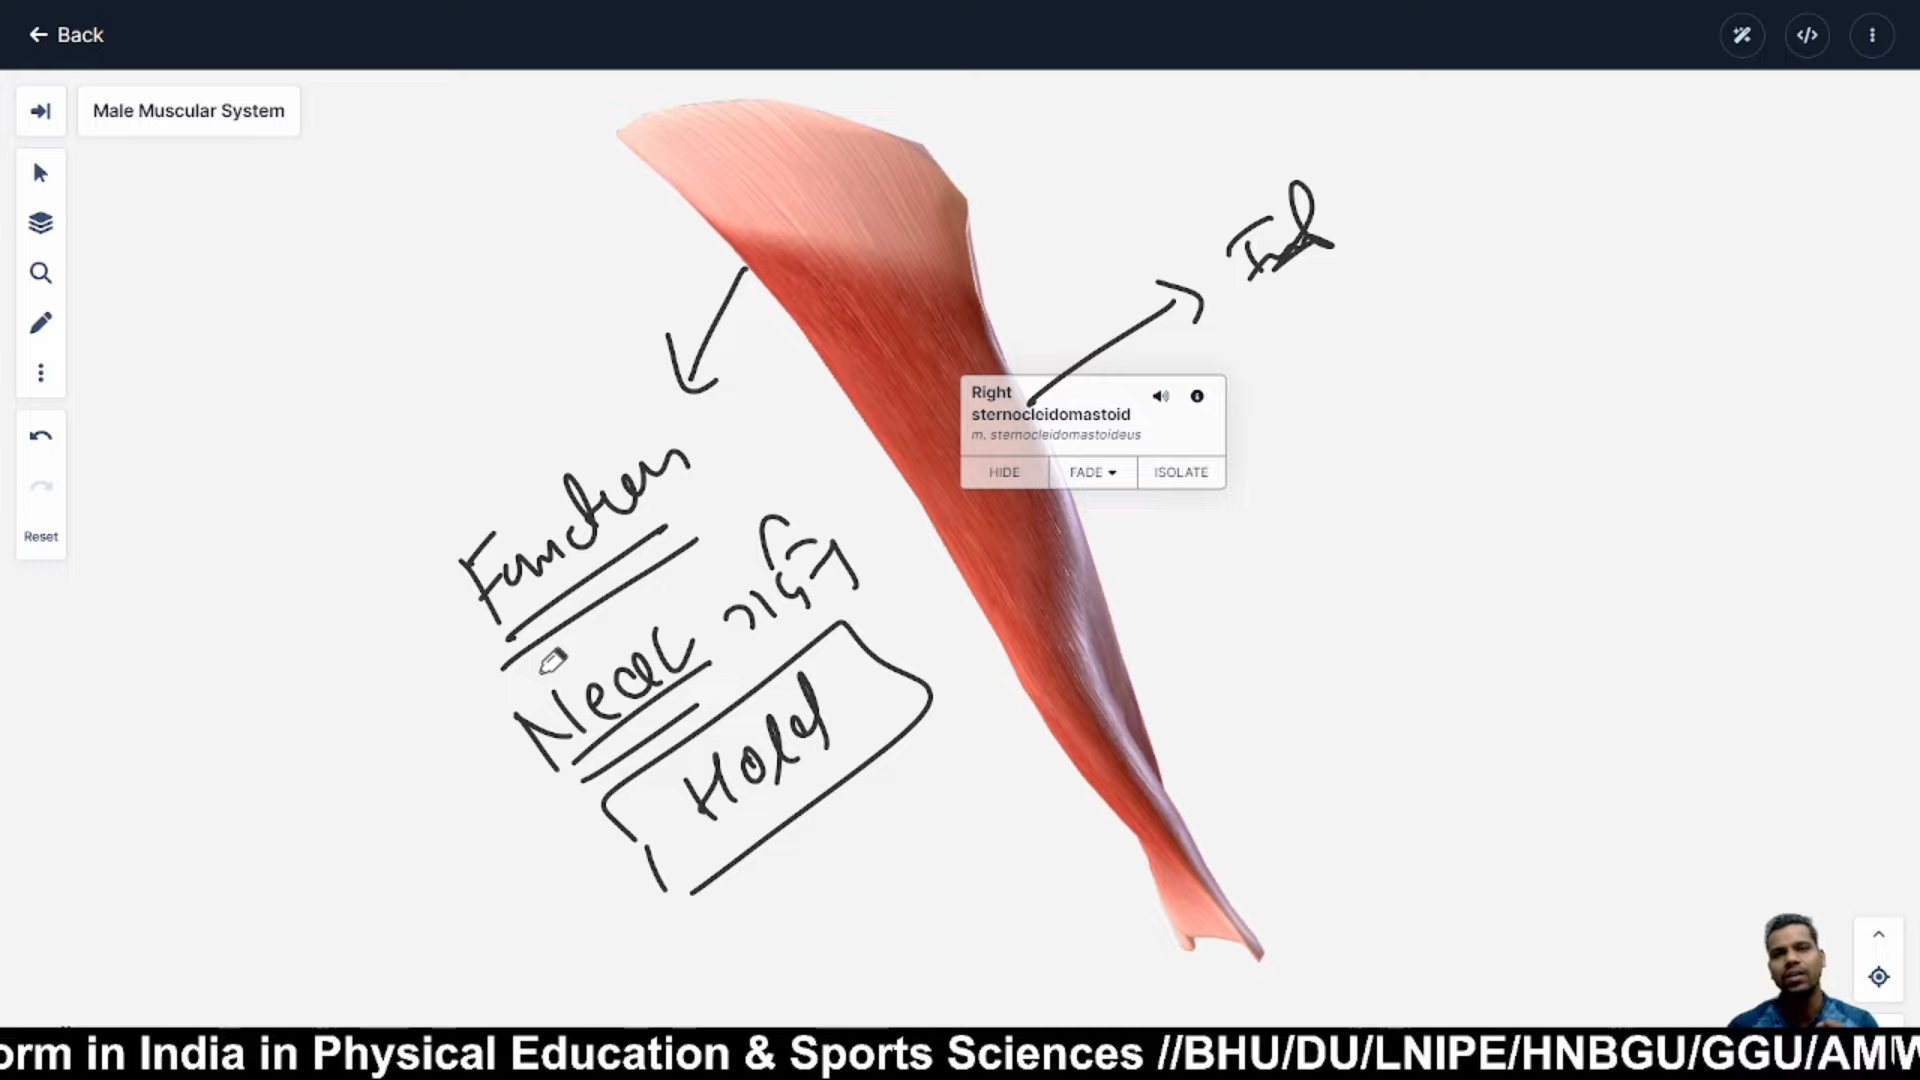 Back
Male Muscular System
Right
sternocleidomastoid
m. sternocleidomastoideus
HIDE
FADE
ISOLATE
Reset
Function
Neck
Hold
orm in India in Physical Education & Sports Sciences //BHU/DU/LNIPE/HNBGU/GGU/AMW